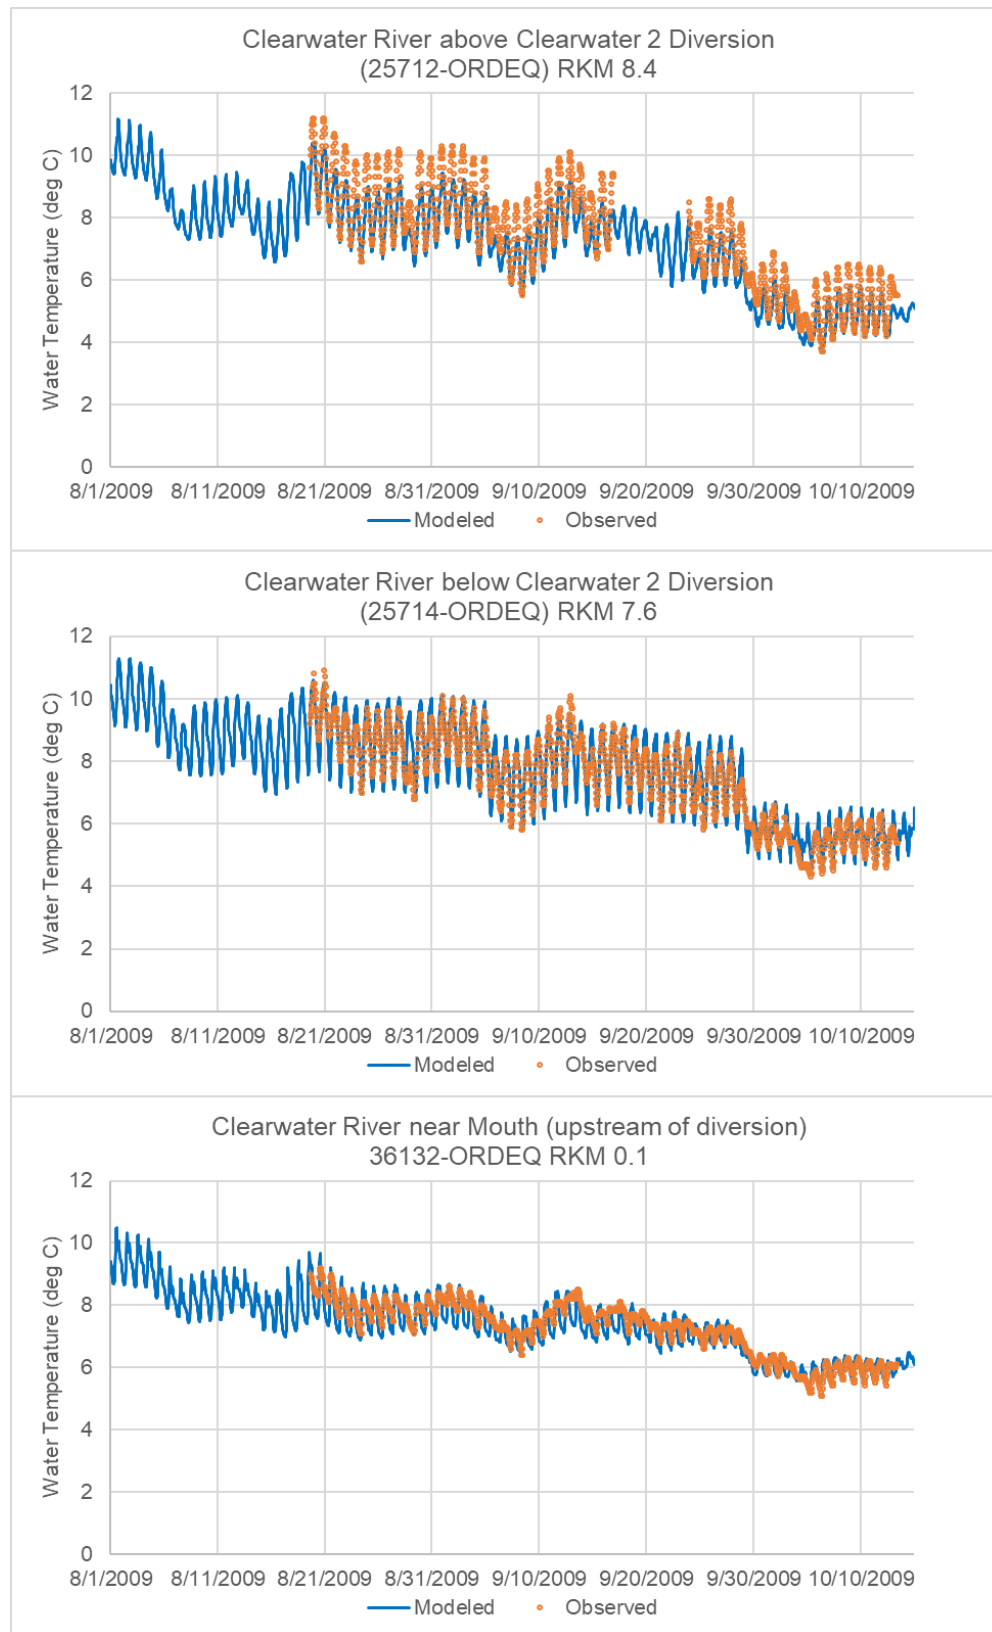 Clearwater River above Clearwater 2 Diversion
(25712-ORDEQ) RKM 8.4
Water Temperature (deg C)
12
10
8
6
4
2
0
8/1/2009 8/11/2009 8/21/2009 8/31/2009 9/10/2009 9/20/2009 9/30/2009 10/10/2009
Modeled Observed
Clearwater River below Clearwater 2 Diversion
(25714-ORDEQ) RKM 7.6
Water Temperature (deg C)
12
10
8
6
4
2
0
8/1/2009 8/11/2009 8/21/2009 8/31/2009 9/10/2009 9/20/2009 9/30/2009 10/10/2009
Modeled Observed
Clearwater River near Mouth (upstream of diversion)
36132-ORDEQ RKM 0.1
Water Temperature (deg C)
12
10
8
6
4
2
0
8/1/2009 8/11/2009 8/21/2009 8/31/2009 9/10/2009 9/20/2009 9/30/2009 10/10/2009
Modeled Observed